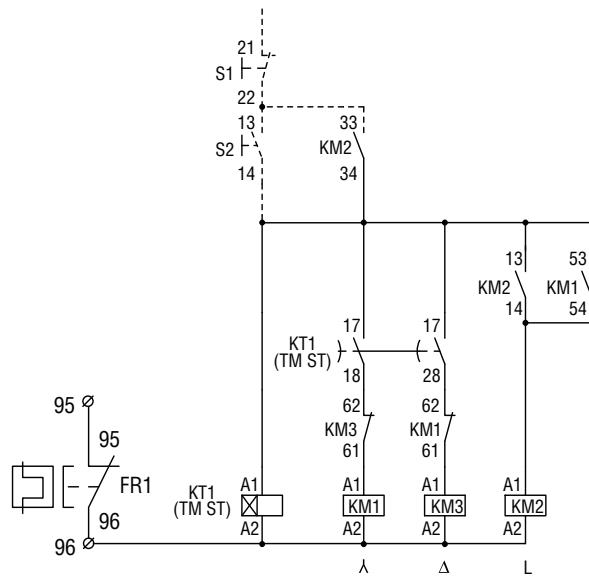 21
S1
22
13
33
S2
KM2
14
34
13
53
KM2
KM1
14
54
17
17
KT1
(TM ST)
18
28
62
62
95
KM3
KM1
95
61
61
FR1
A1
A1
A1
A1
KT1
(TM ST)
KM1
KM3
KM2
96
A2
A2
A2
A2
96
Δ
L